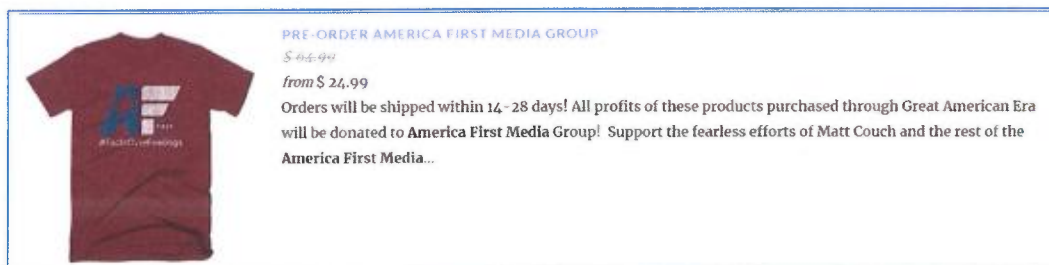 PRE-ORDER AMERICA FIRST MEDIA GROUP
$ 64.99
from $ 24.99
Orders will be shipped within 14-28 days! All profits of these products purchased through Great American Era
will be donated to America First Media Group!  Support the fearless efforts of Matt Couch and the rest of the
America First Media...
AF
#FactsOverFeelings